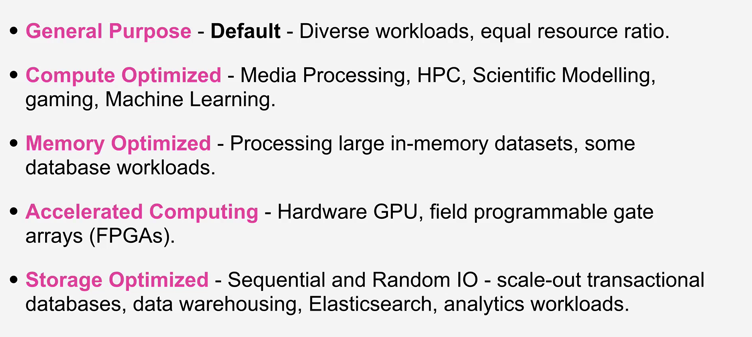 • General Purpose - Default - Diverse workloads, equal resource ratio.
• Compute Optimized - Media Processing, HPC, Scientific Modelling,
gaming, Machine Learning.
• Memory Optimized - Processing large in-memory datasets, some
database workloads.
• Accelerated Computing - Hardware GPU, field programmable gate
arrays (FPGAs).
• Storage Optimized - Sequential and Random IO - scale-out transactional
databases, data warehousing, Elasticsearch, analytics workloads.